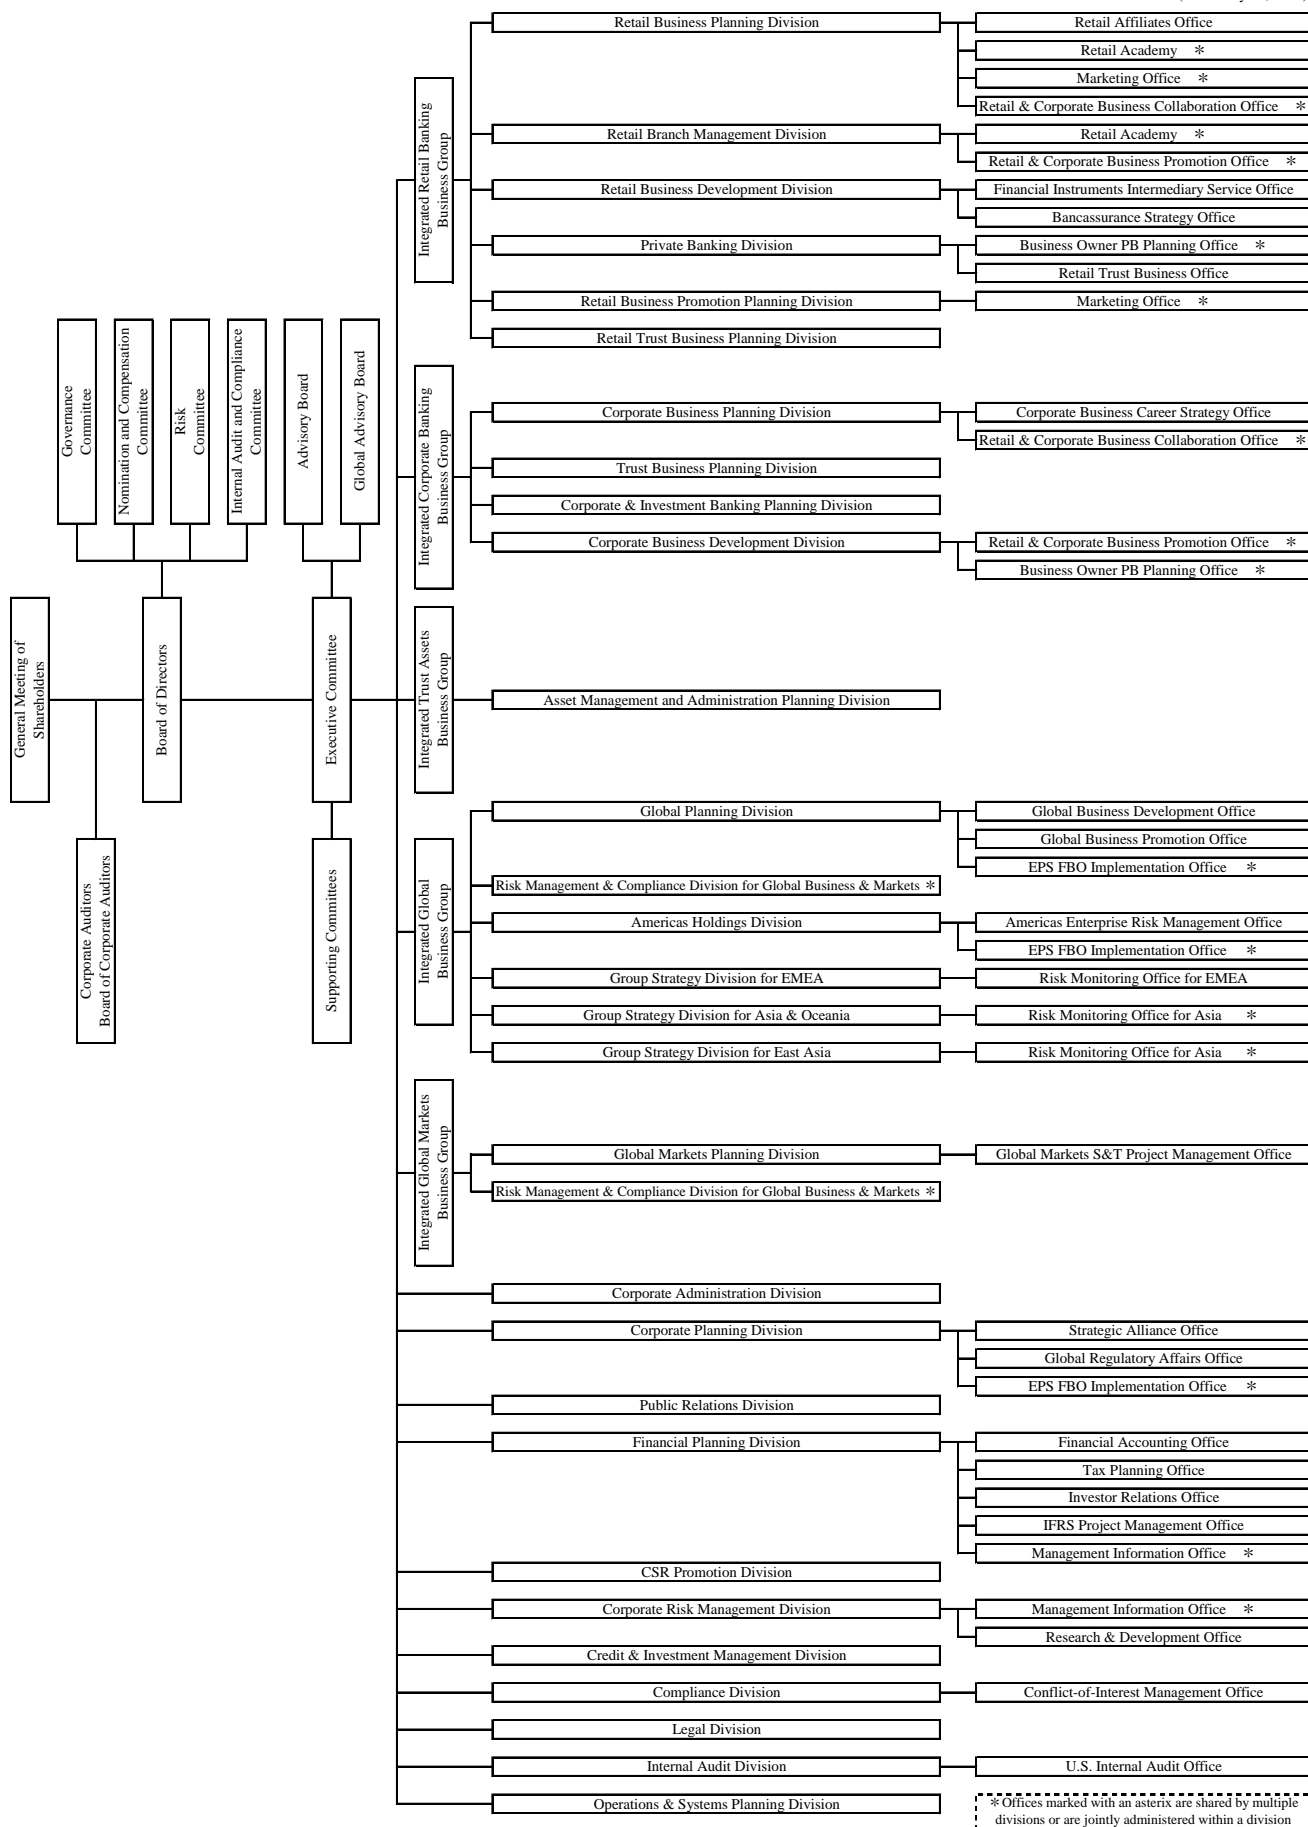 General Meeting of
Shareholders
Corporate Auditors
Board of Corporate Auditors
Board of Directors
Governance
Committee
Nomination and Compensation
Committee
Risk
Committee
Internal Audit and Compliance
Committee
Advisory Board
Global Advisory Board
Executive Committee
Supporting Committees
Integrated Retail Banking
Business Group
Retail Business Planning Division
Retail Affiliates Office
Retail Academy *
Marketing Office *
Retail & Corporate Business Collaboration Office *
Retail Branch Management Division
Retail Academy *
Retail & Corporate Business Promotion Office *
Retail Business Development Division
Financial Instruments Intermediary Service Office
Bancassurance Strategy Office
Private Banking Division
Business Owner PB Planning Office *
Retail Trust Business Office
Retail Business Promotion Planning Division
Marketing Office *
Retail Trust Business Planning Division
Integrated Corporate Banking
Business Group
Corporate Business Planning Division
Corporate Business Career Strategy Office
Retail & Corporate Business Collaboration Office *
Trust Business Planning Division
Corporate & Investment Banking Planning Division
Corporate Business Development Division
Retail & Corporate Business Promotion Office *
Business Owner PB Planning Office *
Integrated Trust Assets
Business Group
Asset Management and Administration Planning Division
Integrated Global
Business Group
Global Planning Division
Global Business Development Office
Global Business Promotion Office
EPS FBO Implementation Office *
Risk Management & Compliance Division for Global Business & Markets *
Americas Holdings Division
Americas Enterprise Risk Management Office
EPS FBO Implementation Office *
Group Strategy Division for EMEA
Risk Monitoring Office for EMEA
Group Strategy Division for Asia & Oceania
Risk Monitoring Office for Asia *
Group Strategy Division for East Asia
Risk Monitoring Office for Asia *
Integrated Global Markets
Business Group
Global Markets Planning Division
Global Markets S&T Project Management Office
Risk Management & Compliance Division for Global Business & Markets *
Corporate Administration Division
Corporate Planning Division
Strategic Alliance Office
Global Regulatory Affairs Office
EPS FBO Implementation Office *
Public Relations Division
Financial Planning Division
Financial Accounting Office
Tax Planning Office
Investor Relations Office
IFRS Project Management Office
Management Information Office *
CSR Promotion Division
Corporate Risk Management Division
Management Information Office *
Research & Development Office
Credit & Investment Management Division
Compliance Division
Conflict-of-Interest Management Office
Legal Division
Internal Audit Division
U.S. Internal Audit Office
Operations & Systems Planning Division
* Offices marked with an asterix are shared by multiple
divisions or are jointly administered within a division